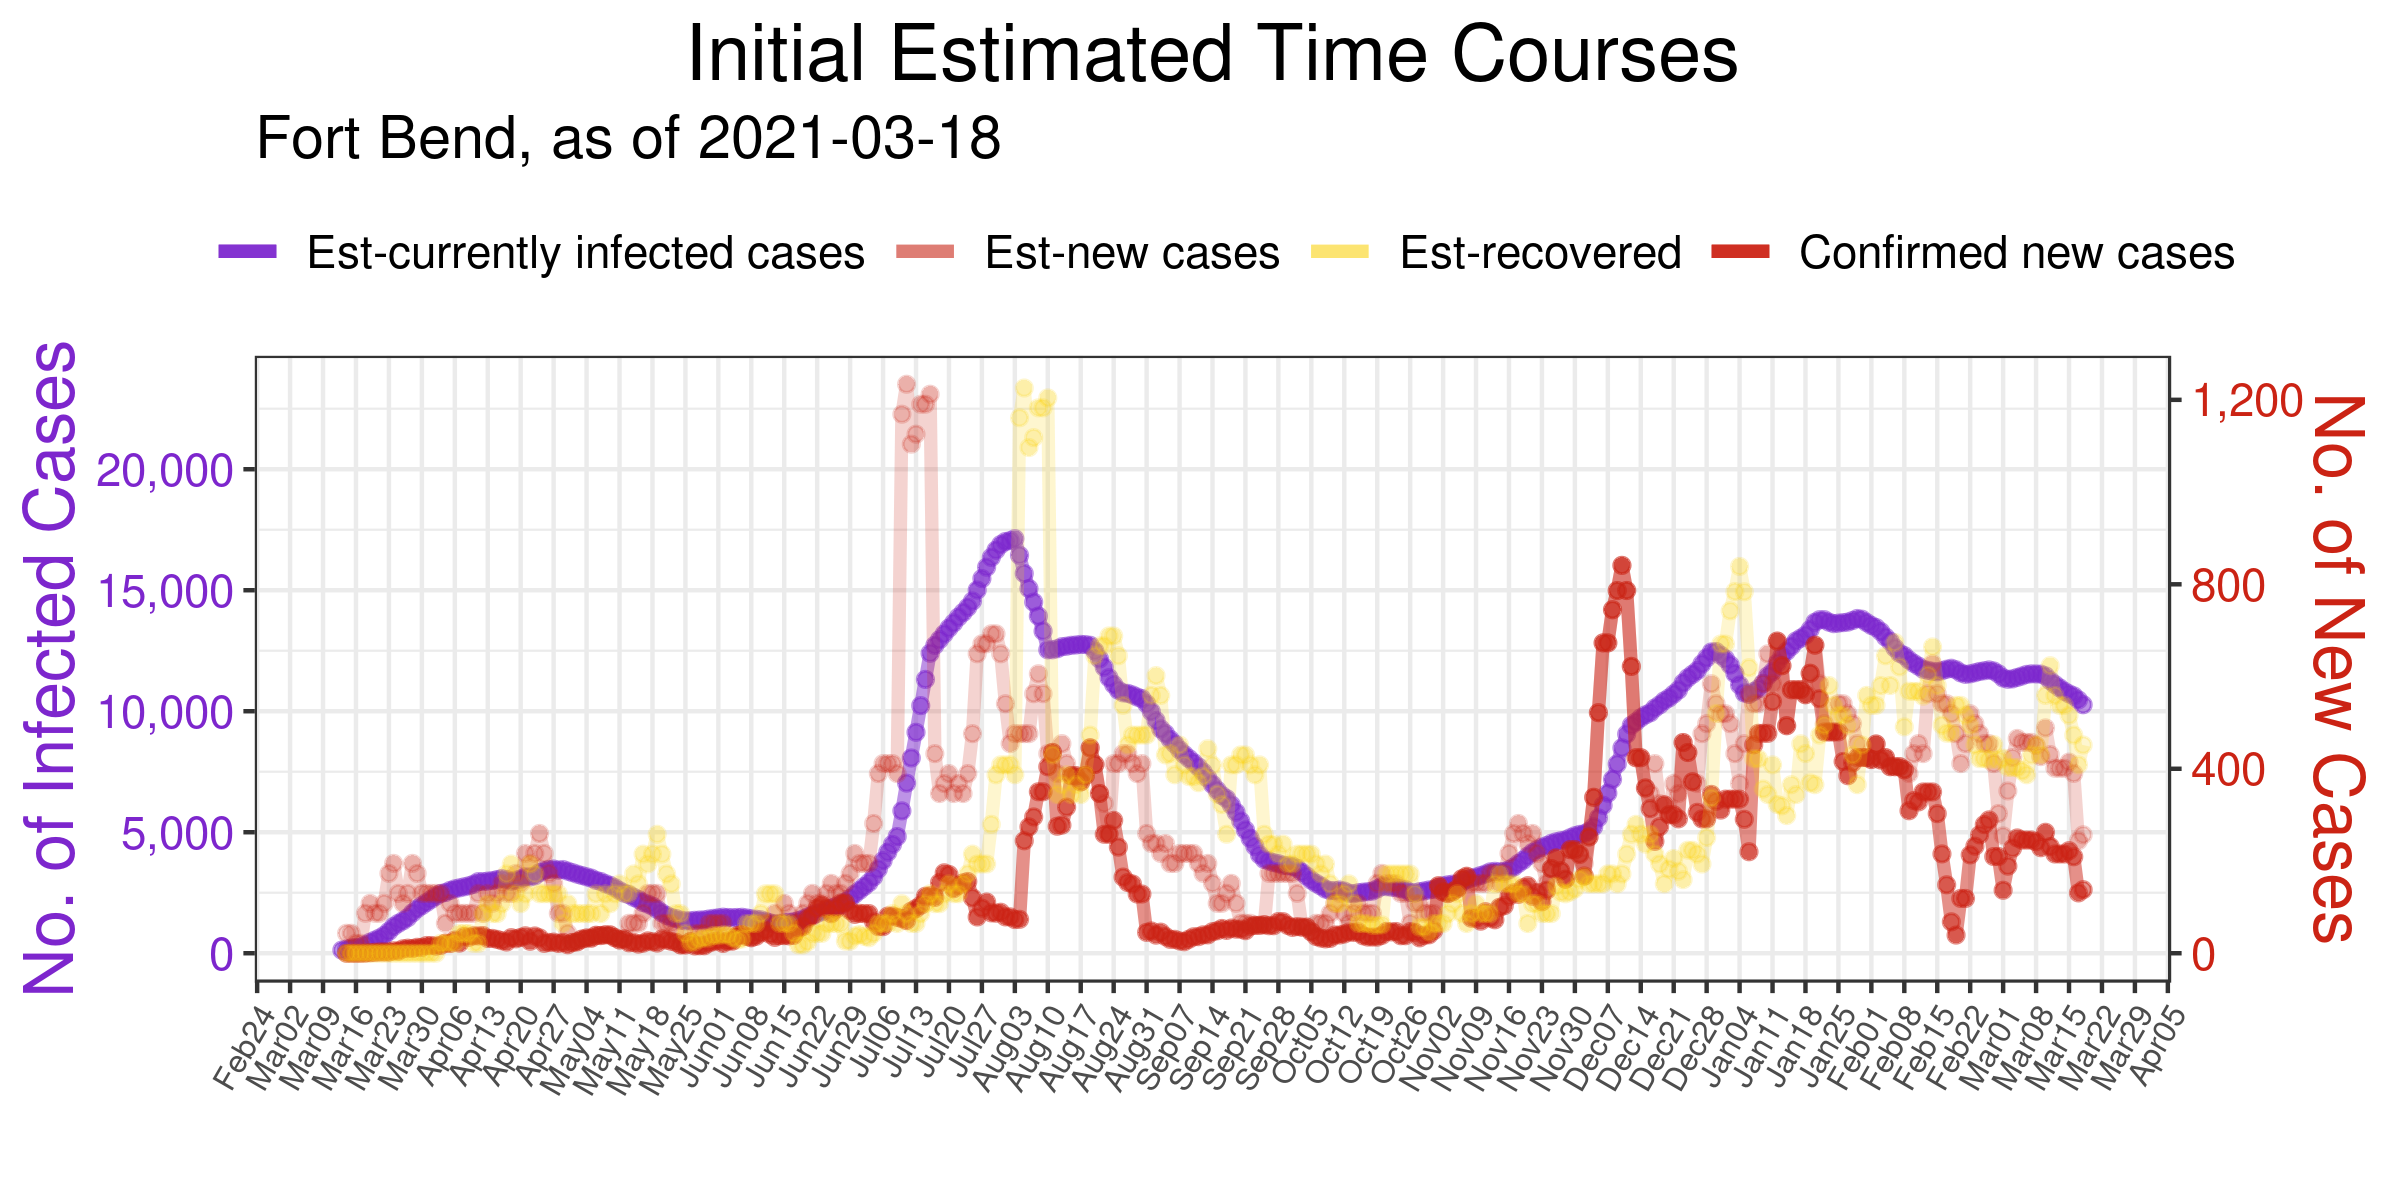 Initial Estimated Time Courses
Fort Bend, as of 2021-03-18
Est-currently infected cases Est-new cases Est-recovered Confirmed new cases
No. of Infected Cases
20,000
15,000
10,000
5,000
0
1,200
800
400
0
No. of New Cases
Feb24 Mar02 Mar09 Mar16 Mar23 Mar30 Apr06 Apr13 Apr20 Apr27 May04 May11 May18 May25 Jun01 Jun08 Jun15 Jun22 Jun29 Jul06 Jul13 Jul20 Jul27 Aug03 Aug10 Aug17 Aug24 Aug31 Sep07 Sep14 Sep21 Sep28 Oct05 Oct12 Oct19 Oct26 Nov02 Nov09 Nov16 Nov23 Nov30 Dec07 Dec14 Dec21 Dec28 Jan04 Jan11 Jan18 Jan25 Feb01 Feb08 Feb15 Feb22 Mar01 Mar08 Mar15 Mar22 Mar29 Apr05